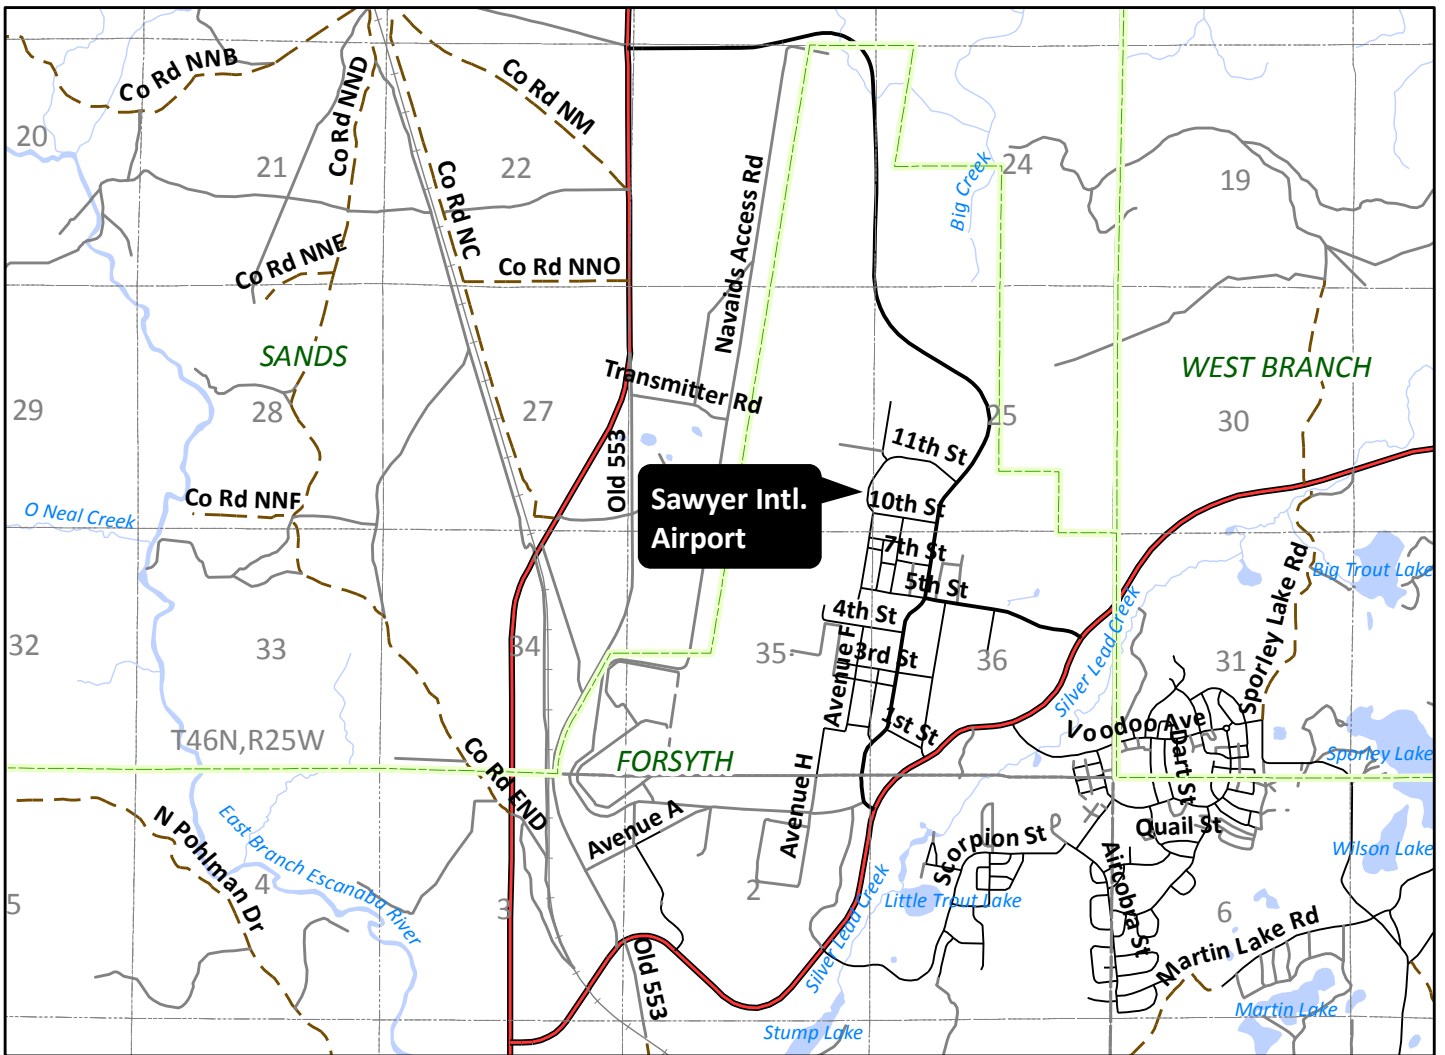 Co Rd NNB
Co Rd NND
Co Rd NM
20
21
22
24
19
Co Rd NC
Navaids Access Rd
Big Creek
Co Rd NNE
Co Rd NNO
SANDS
WEST BRANCH
Transmitter Rd
29
28
27
25
30
11th St
Old 553
Sawyer Intl.
Airport
10th St
Co Rd NNF
O Neal Creek
7th St
5th St
Big Trout Lake
4th St
Silver Lead Creek
Sporley Lake Rd
32
33
34
35
3rd St
36
31
Avenue F
1st St
Voodoo Ave
T46N,R25W
FORSYTH
Dart St
Sporley Lake
Co Rd END
Avenue H
N Pohlman Dr
East Branch Escanaba River
Avenue A
Scorpion St
Quail St
Wilson Lake
Aircobra St
5
4
3
2
Little Trout Lake
6
Silver Lead Creek
Martin Lake Rd
Old 553
Martin Lake
Stump Lake